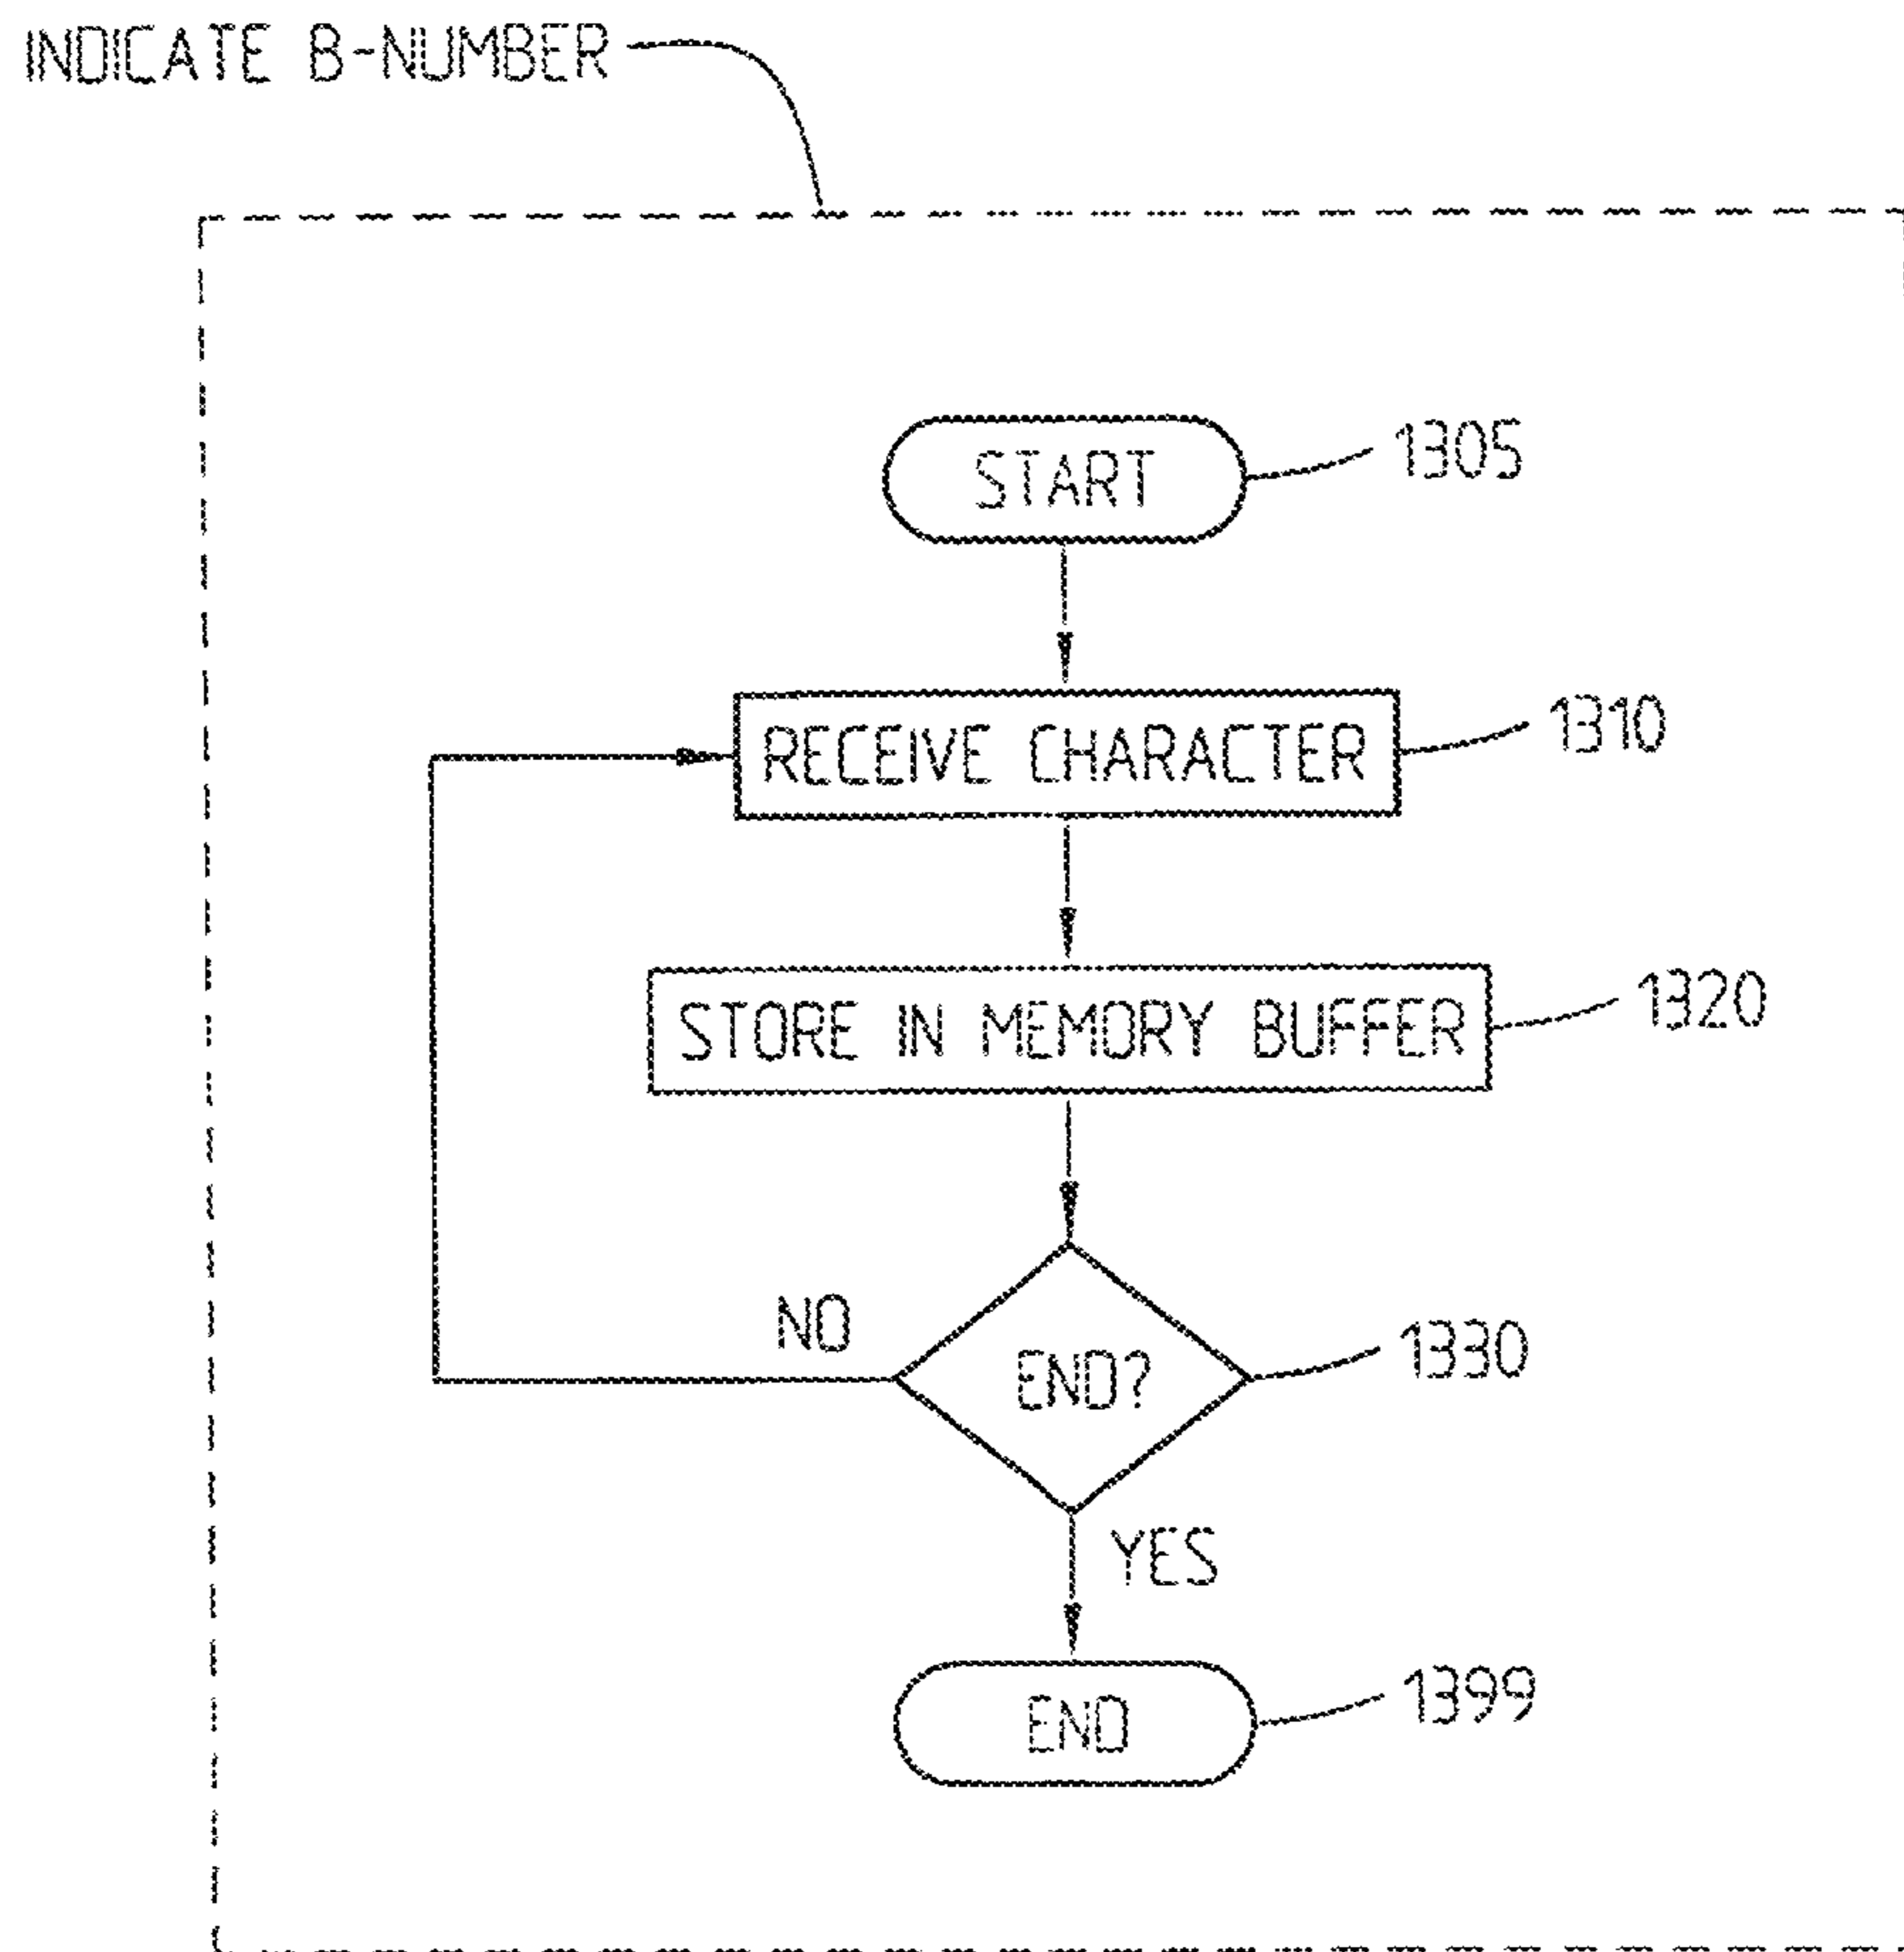 INDICATE B-NUMBER
START
1305
RECEIVE CHARACTER
1310
STORE IN MEMORY BUFFER
1320
NO
END?
1330
YES
END
1399